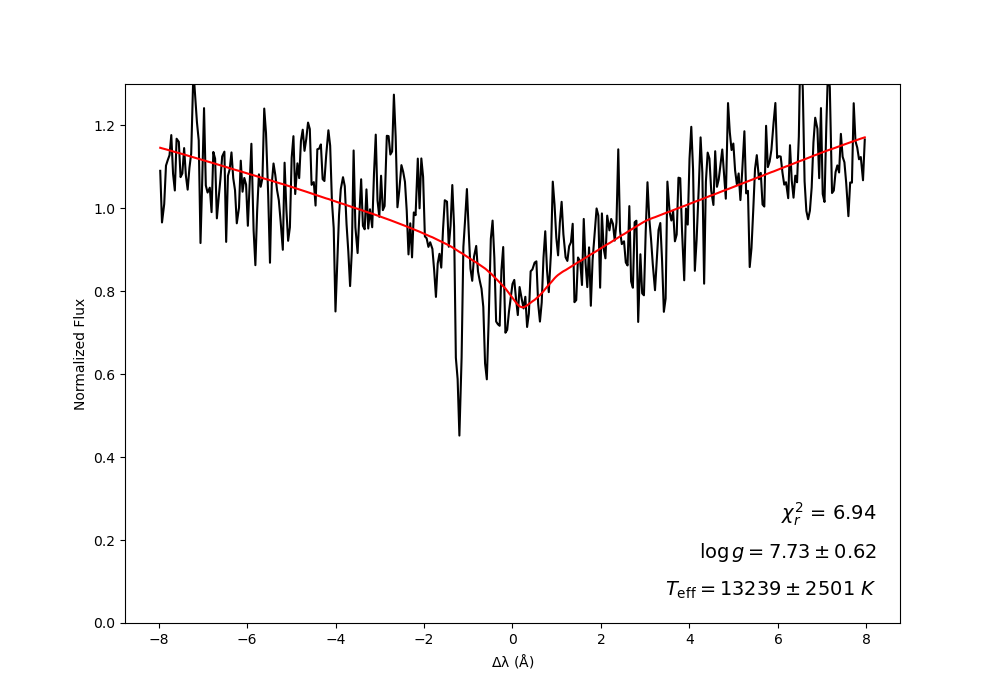 1.2
1.0
0.8
0.6
0.4
0.2
0.0
Normalized Flux
χ²ᵣ = 6.94
log g = 7.73 ± 0.62
T_eff = 13239 ± 2501 K
−8 −6 −4 −2 0 2 4 6 8
Δλ (Å)